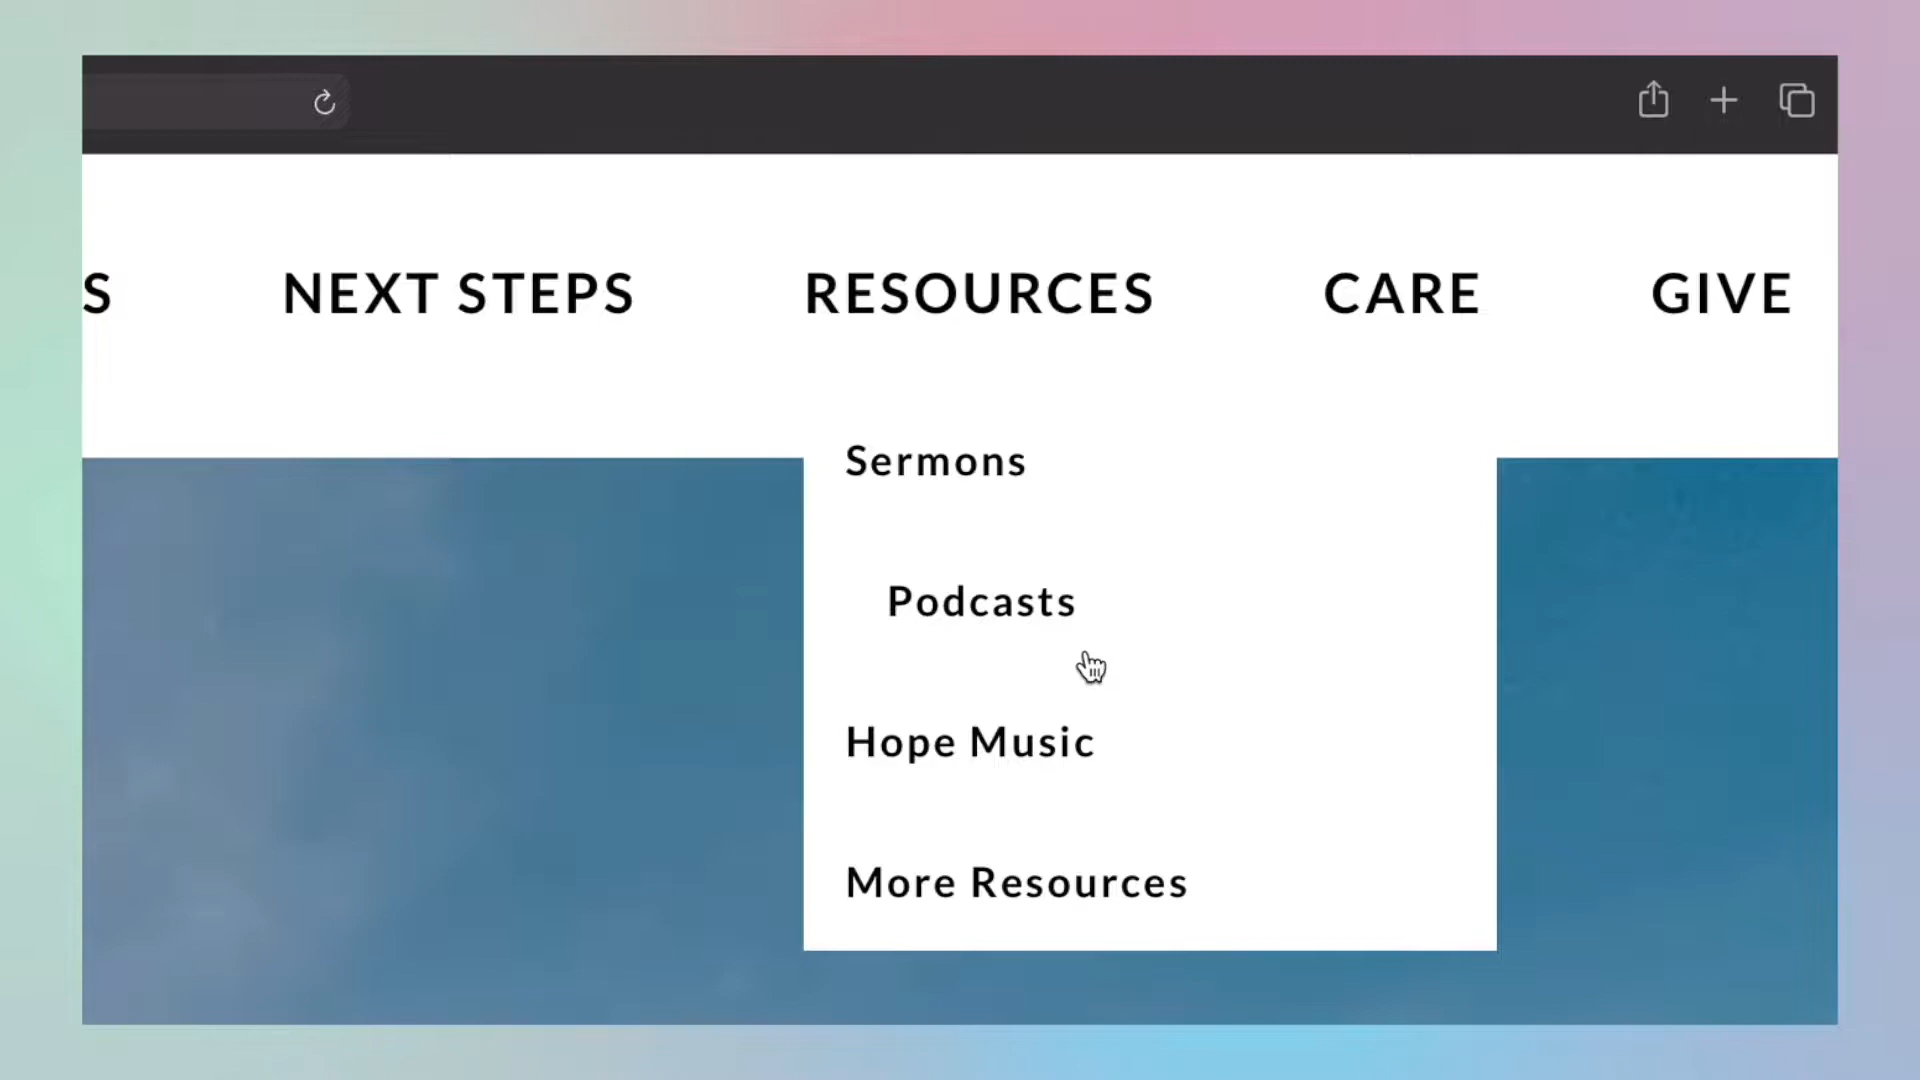 S NEXT STEPS RESOURCES CARE GIVE
Sermons
Podcasts
Hope Music
More Resources